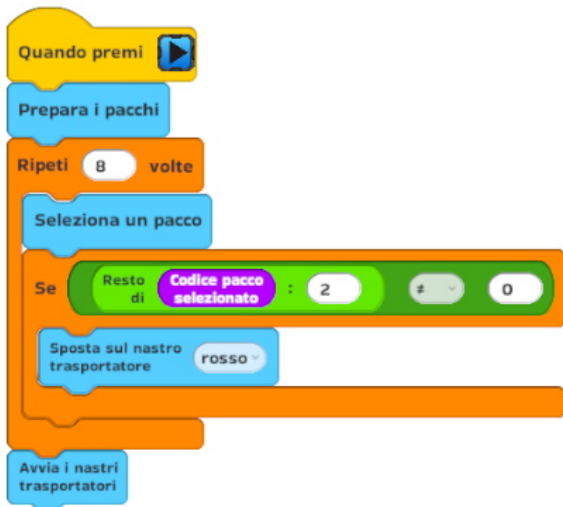 Quando premi
Prepara i pacchi
Ripeti 8 volte
Seleziona un pacco
Se Resto di Codice pacco selezionato : 2 ≠ 0
Sposta sul nastro trasportatore rosso
Avvia i nastri
trasportatori